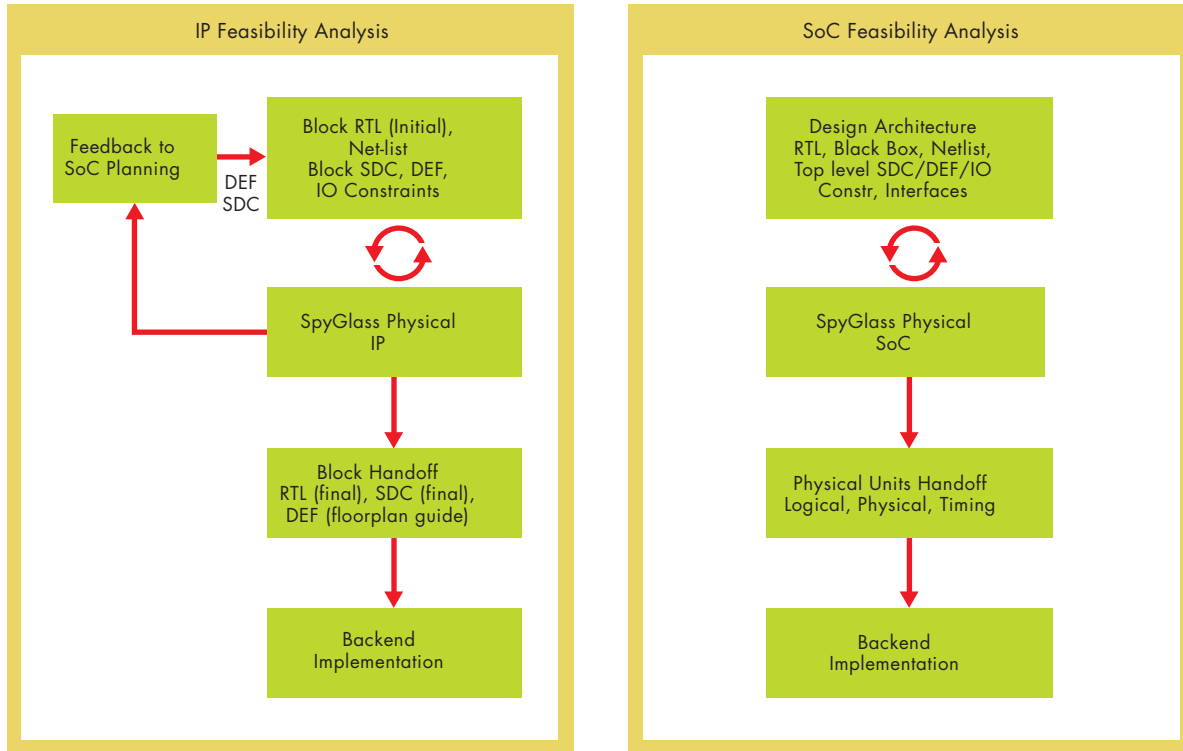 IP Feasibility Analysis
Feedback to
SoC Planning
DEF
SDC
Block RTL (Initial),
Net-list
Block SDC, DEF,
IO Constraints
SpyGlass Physical
IP
Block Handoff
RTL (final), SDC (final),
DEF (floorplan guide)
Backend
Implementation
SoC Feasibility Analysis
Design Architecture
RTL, Black Box, Netlist,
Top level SDC/DEF/IO
Constr, Interfaces
SpyGlass Physical
SoC
Physical Units Handoff
Logical, Physical, Timing
Backend
Implementation